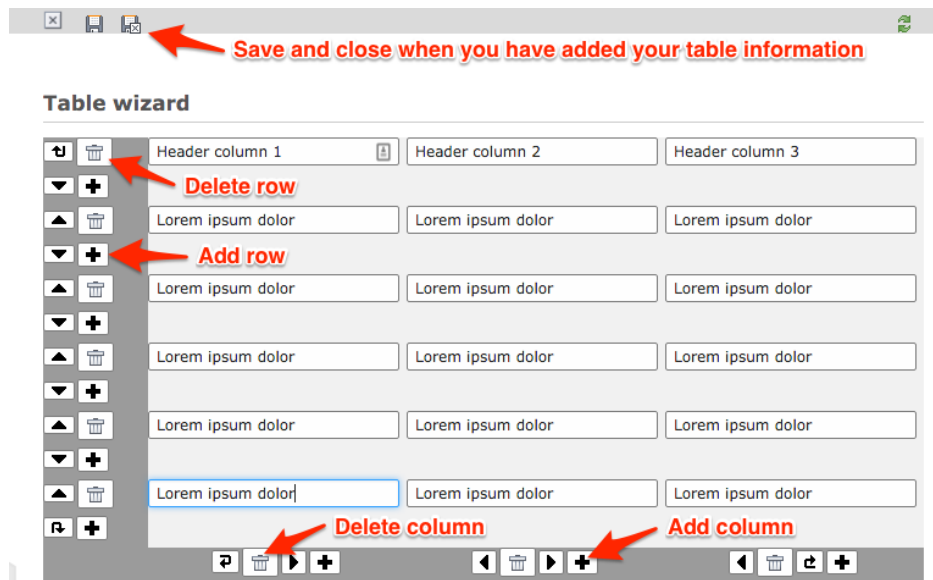 Save and close when you have added your table information
Table wizard
Header column 1 Header column 2 Header column 3
Delete row
Lorem ipsum dolor Lorem ipsum dolor Lorem ipsum dolor
Add row
Lorem ipsum dolor Lorem ipsum dolor Lorem ipsum dolor
Lorem ipsum dolor Lorem ipsum dolor Lorem ipsum dolor
Lorem ipsum dolor Lorem ipsum dolor Lorem ipsum dolor
Lorem ipsum dolor Lorem ipsum dolor Lorem ipsum dolor
Delete column Add column